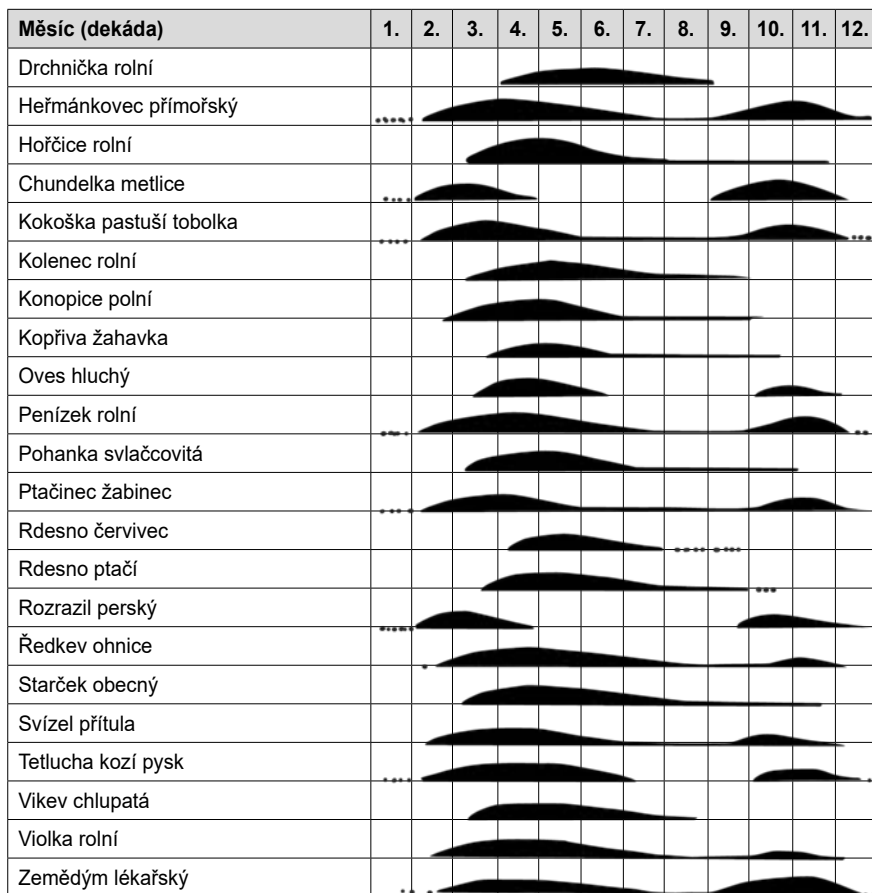 Měsíc (dekáda) 1. 2. 3. 4. 5. 6. 7. 8. 9. 10. 11. 12.
Drchnička rolní
Heřmánkovec přímořský
Hořčice rolní
Chundelka metlice
Kokoška pastuší tobolka
Kolenec rolní
Konopice polní
Kopřiva žahavka
Oves hluchý
Penízek rolní
Pohanka svlačcovitá
Ptačinec žabinec
Rdesno červivec
Rdesno ptačí
Rozrazil perský
Ředkev ohnice
Starček obecný
Svízel přítula
Tetlucha kozí pysk
Vikev chlupatá
Violka rolní
Zemědým lékařský